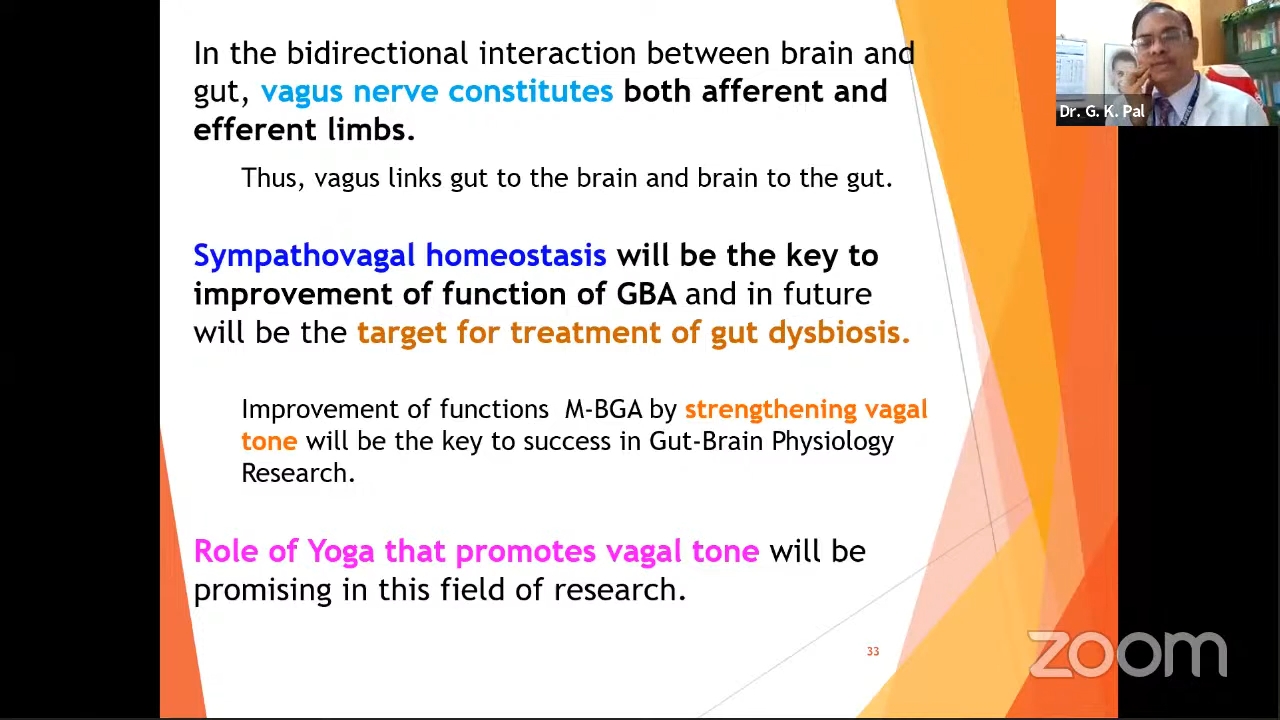 In the bidirectional interaction between brain and
gut, vagus nerve constitutes both afferent and
efferent limbs.
Thus, vagus links gut to the brain and brain to the gut.
Sympathovagal homeostasis will be the key to
improvement of function of GBA and in future
will be the target for treatment of gut dysbiosis.
Improvement of functions M-BGA by strengthening vagal
tone will be the key to success in Gut-Brain Physiology
Research.
Role of Yoga that promotes vagal tone will be
promising in this field of research.
33
Dr. G. K. Pal
zoom